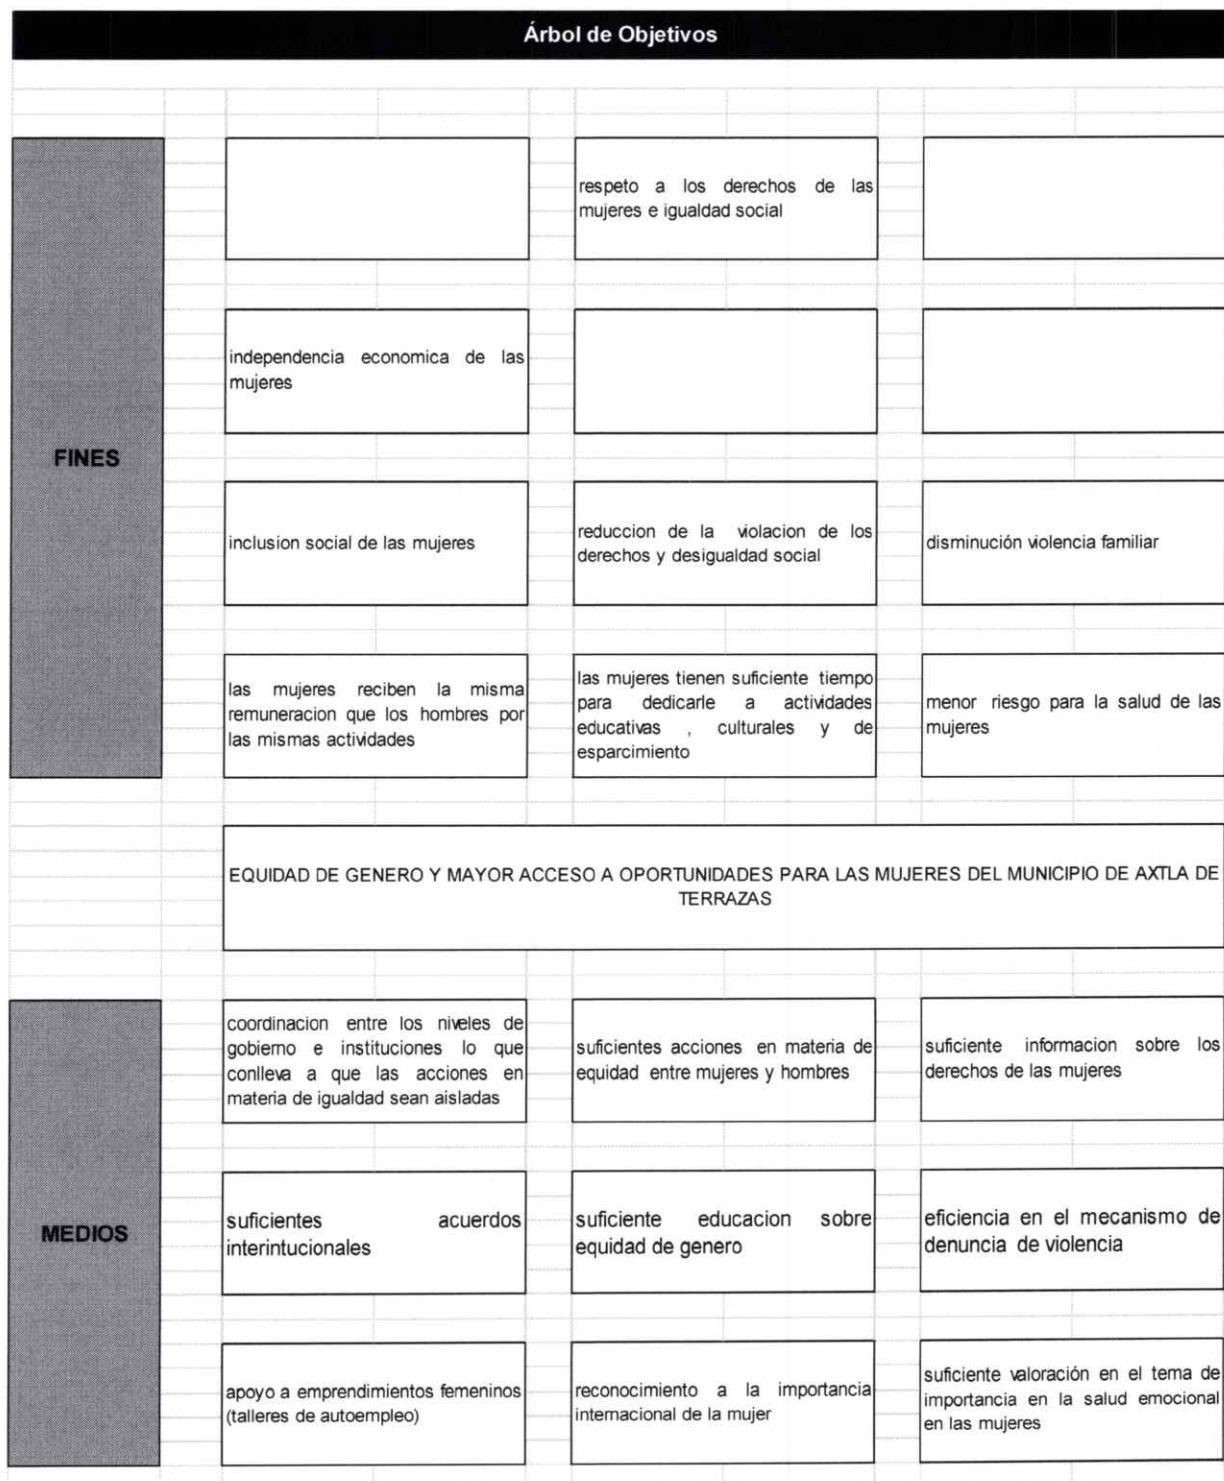 Árbol de Objetivos
respeto a los derechos de las
mujeres e igualdad social
independencia economica de las
mujeres
FINES
inclusion social de las mujeres
reduccion de la violacion de los
derechos y desigualdad social
disminución violencia familiar
las mujeres reciben la misma
remuneracion que los hombres por
las mismas actividades
las mujeres tienen suficiente tiempo
para dedicarle a actividades
educativas , culturales y de
esparcimiento
menor riesgo para la salud de las
mujeres
EQUIDAD DE GENERO Y MAYOR ACCESO A OPORTUNIDADES PARA LAS MUJERES DEL MUNICIPIO DE AXTLA DE
TERRAZAS
coordinacion entre los niveles de
gobierno e instituciones lo que
conlleva a que las acciones en
materia de igualdad sean aisladas
suficientes acciones en materia de
equidad entre mujeres y hombres
suficiente informacion sobre los
derechos de las mujeres
MEDIOS
suficientes acuerdos
interintucionales
suficiente educacion sobre
equidad de genero
eficiencia en el mecanismo de
denuncia de violencia
apoyo a emprendimientos femeninos
(talleres de autoempleo)
reconocimiento a la importancia
internacional de la mujer
suficiente valoración en el tema de
importancia en la salud emocional
en las mujeres